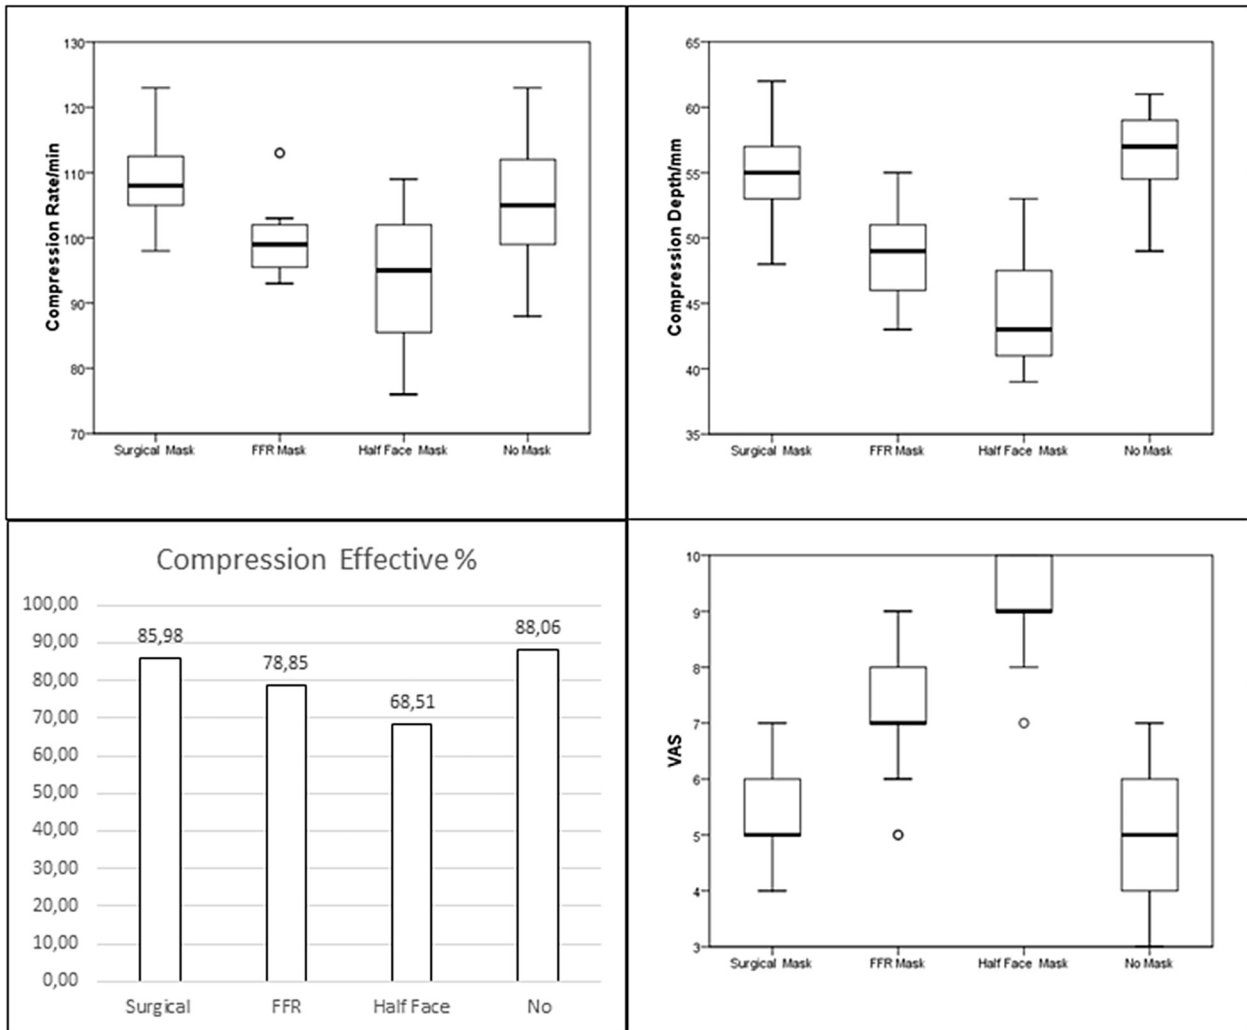 130
120
110
100
90
80
70
Compression Rate/min
Surgical Mask
FFR Mask
Half Face Mask
No Mask
65
60
55
50
45
40
35
Compression Depth/mm
Surgical Mask
FFR Mask
Half Face Mask
No Mask
Compression Effective %
100,00
90,00
80,00
70,00
60,00
50,00
40,00
30,00
20,00
10,00
0,00
85,98
78,85
68,51
88,06
Surgical
FFR
Half Face
No
10
9
8
7
6
5
4
3
VAS
Surgical Mask
FFR Mask
Half Face Mask
No Mask